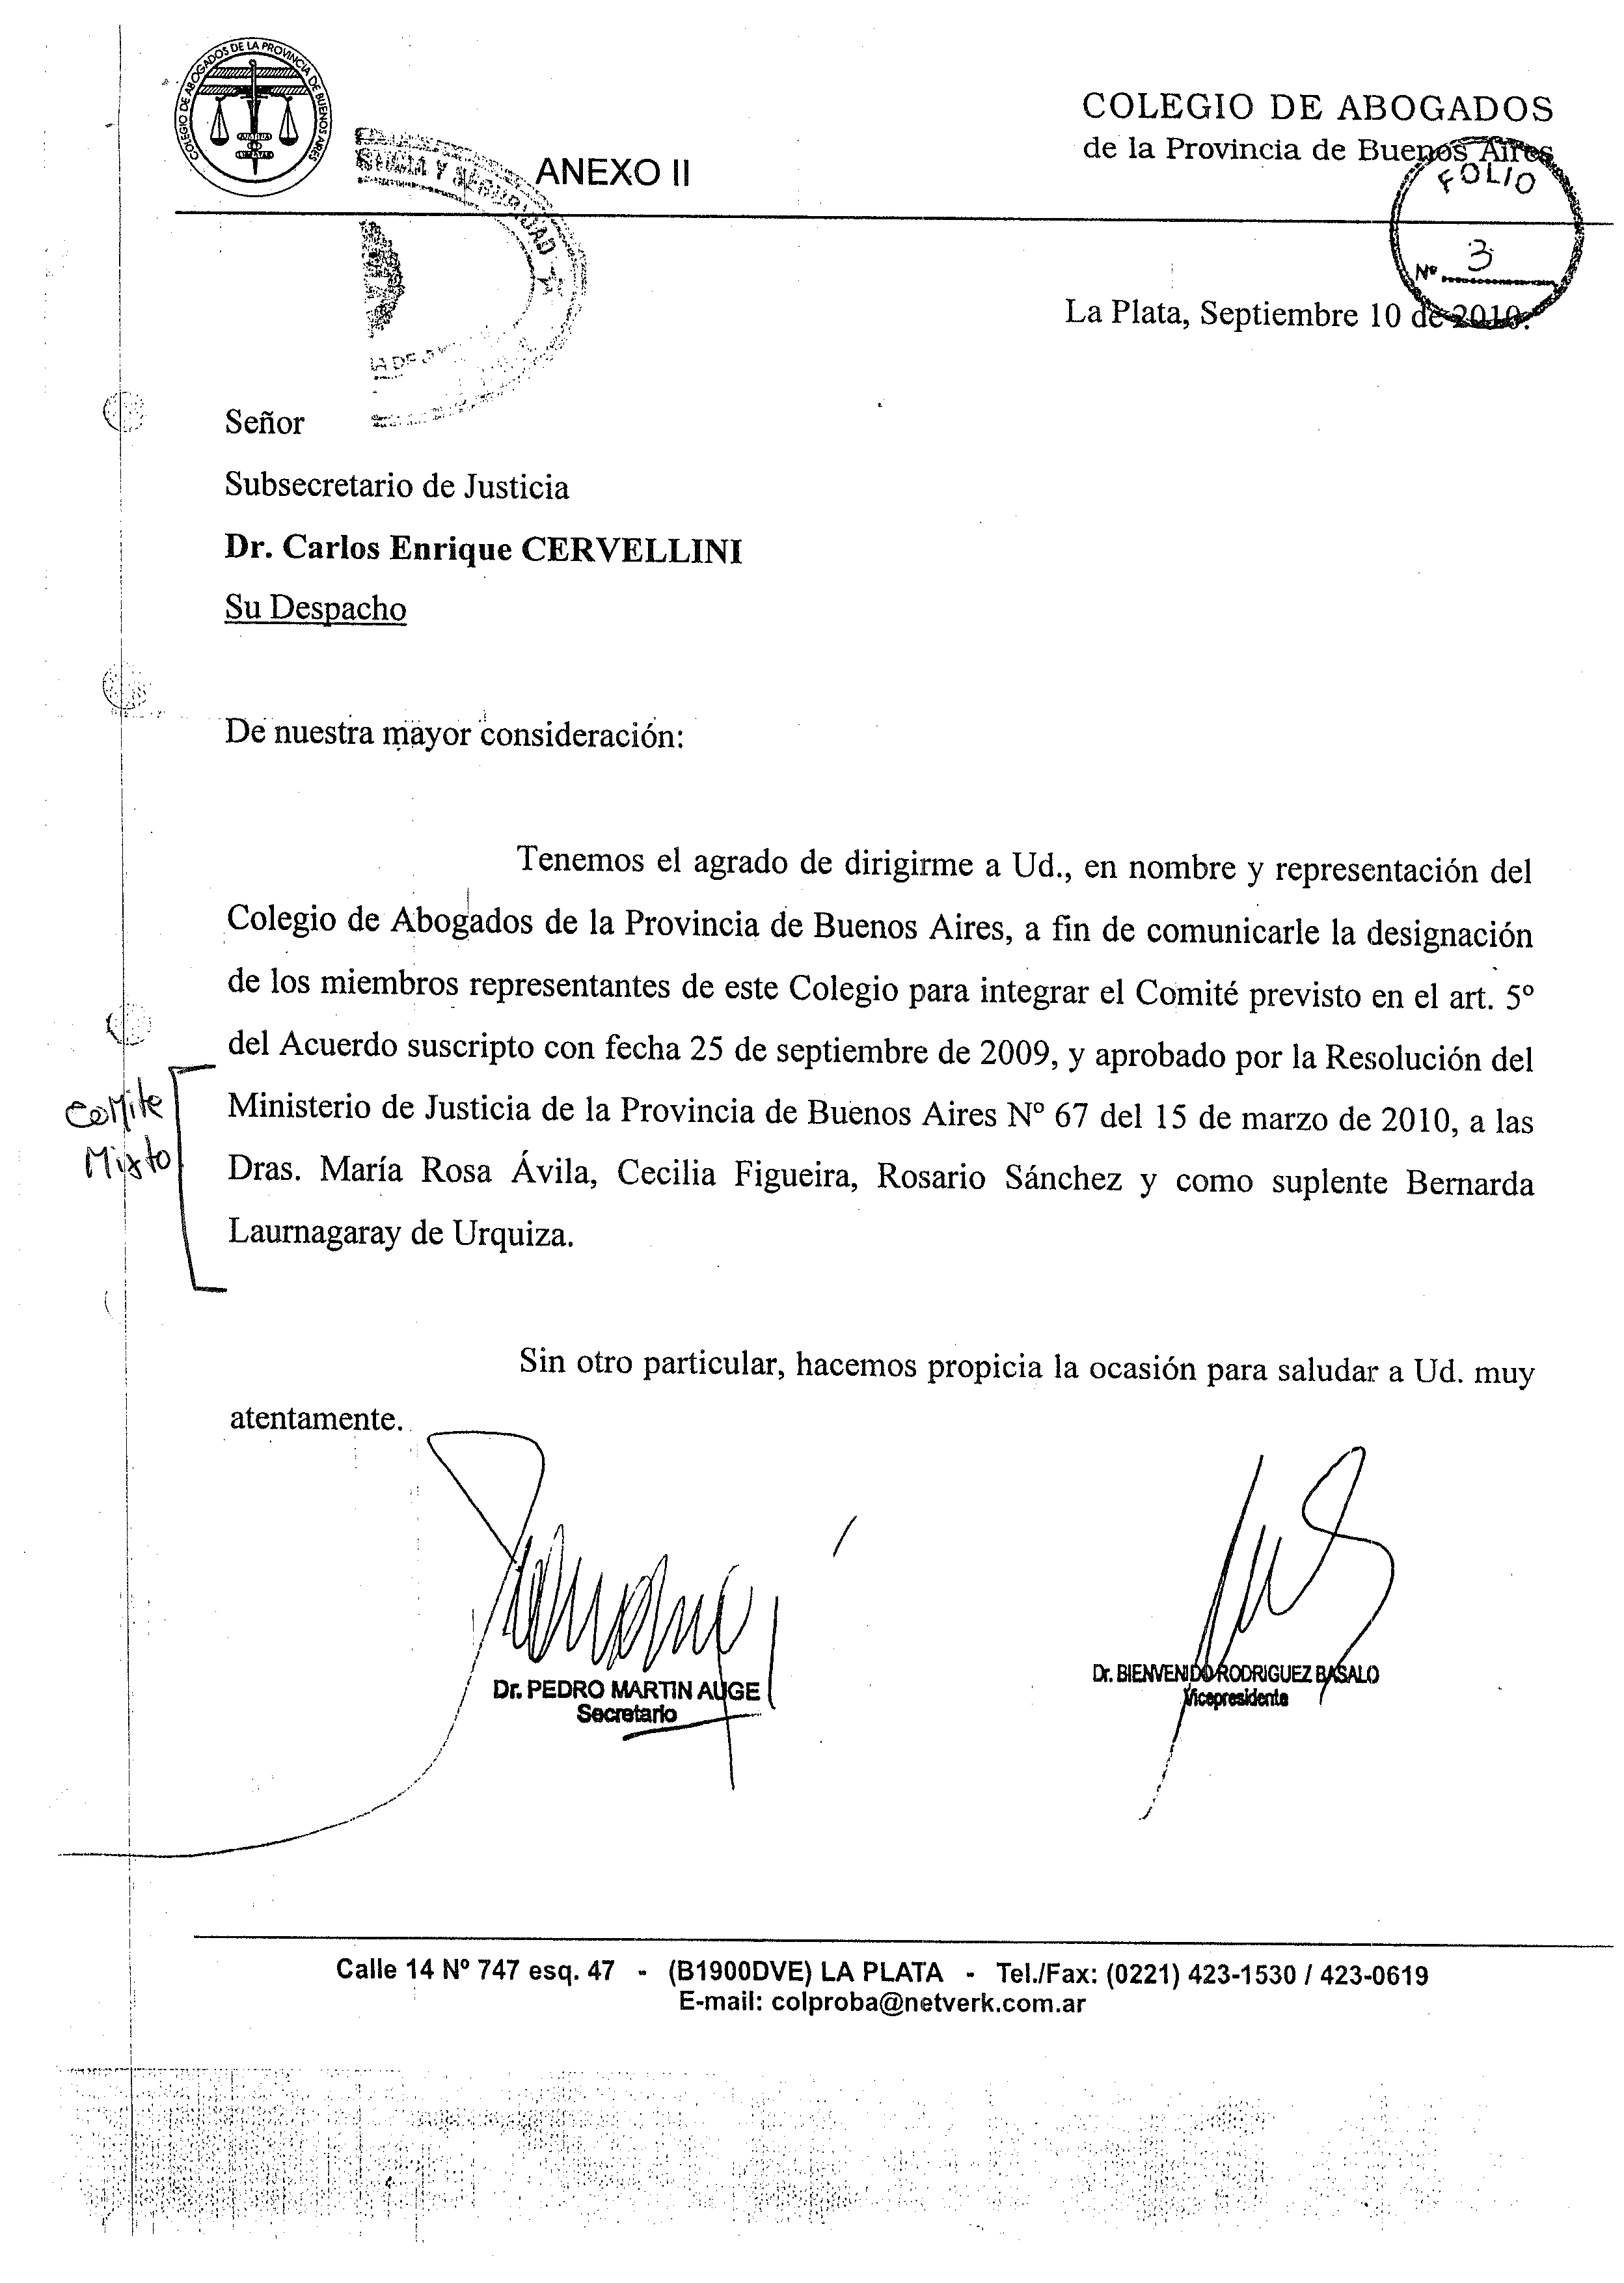 COLEGIO DE ABOGADOS DE LA PROVINCIA DE BUENOS AIRES
COLEGIO DE ABOGADOS
de la Provincia de Buenos Aires
ANEXO II
Y SEGURIDAD
FOLIO
Nº 3
La Plata, Septiembre 10 de 2010.
Señor
Subsecretario de Justicia
Dr. Carlos Enrique CERVELLINI
Su Despacho
De nuestra mayor consideración:
Tenemos el agrado de dirigirme a Ud., en nombre y representación del
Colegio de Abogados de la Provincia de Buenos Aires, a fin de comunicarle la designación
de los miembros representantes de este Colegio para integrar el Comité previsto en el art. 5º
del Acuerdo suscripto con fecha 25 de septiembre de 2009, y aprobado por la Resolución del
Ministerio de Justicia de la Provincia de Buenos Aires Nº 67 del 15 de marzo de 2010, a las
Dras. María Rosa Ávila, Cecilia Figueira, Rosario Sánchez y como suplente Bernarda
Laurnagaray de Urquiza.
Comite
Mixto
Sin otro particular, hacemos propicia la ocasión para saludar a Ud. muy
atentamente.
Dr. PEDRO MARTIN AUGE
Secretario
Dr. BIENVENIDO RODRIGUEZ BASALO
Vicepresidente
Calle 14 Nº 747 esq. 47 - (B1900DVE) LA PLATA - Tel./Fax: (0221) 423-1530 / 423-0619
E-mail: colproba@netverk.com.ar